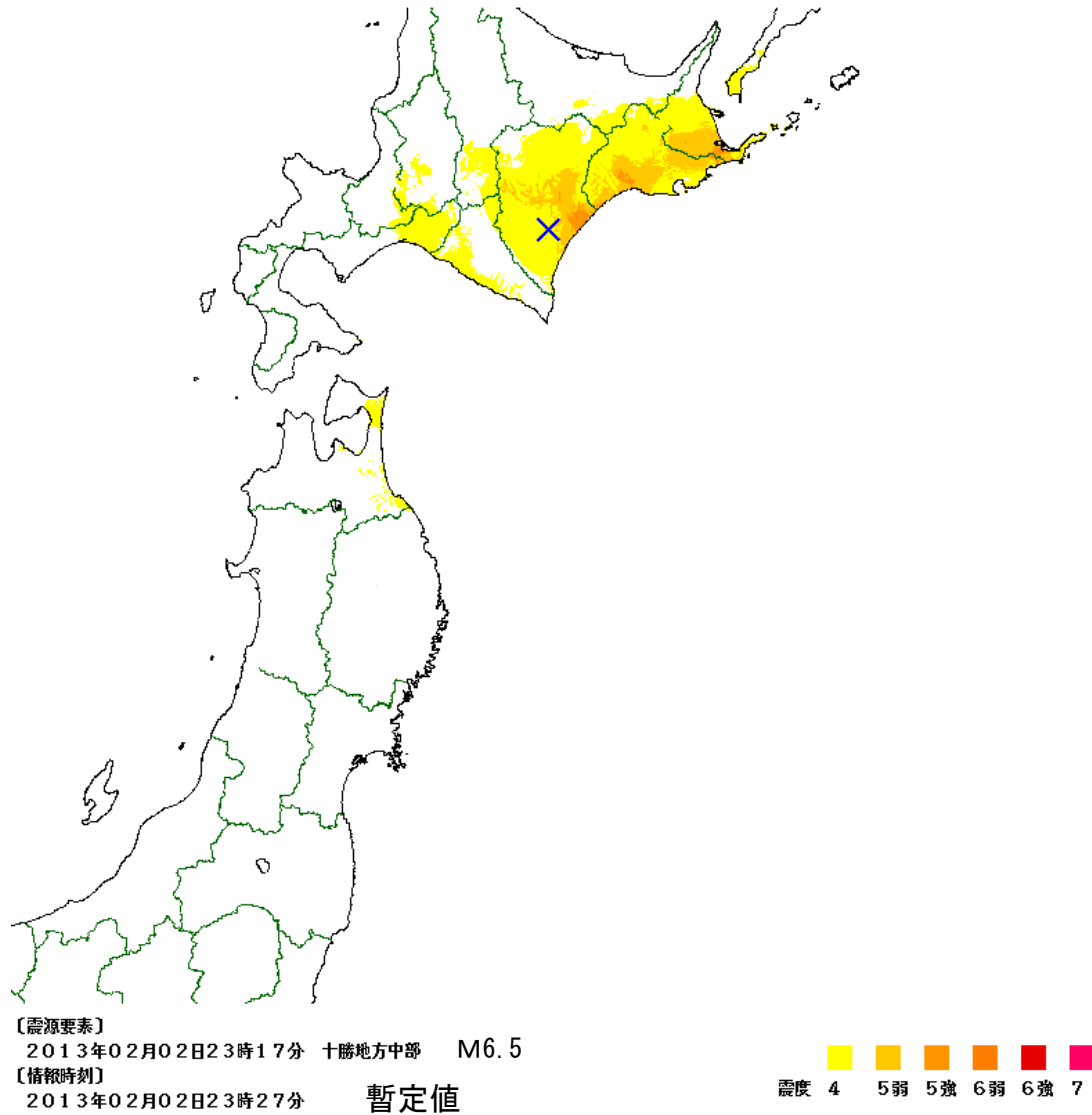 〔震源要素〕
2013年02月02日23時17分 十勝地方中部 M6.5
〔情報時刻〕
2013年02月02日23時27分 暫定値
震度 4 5弱 5強 6弱 6強 7